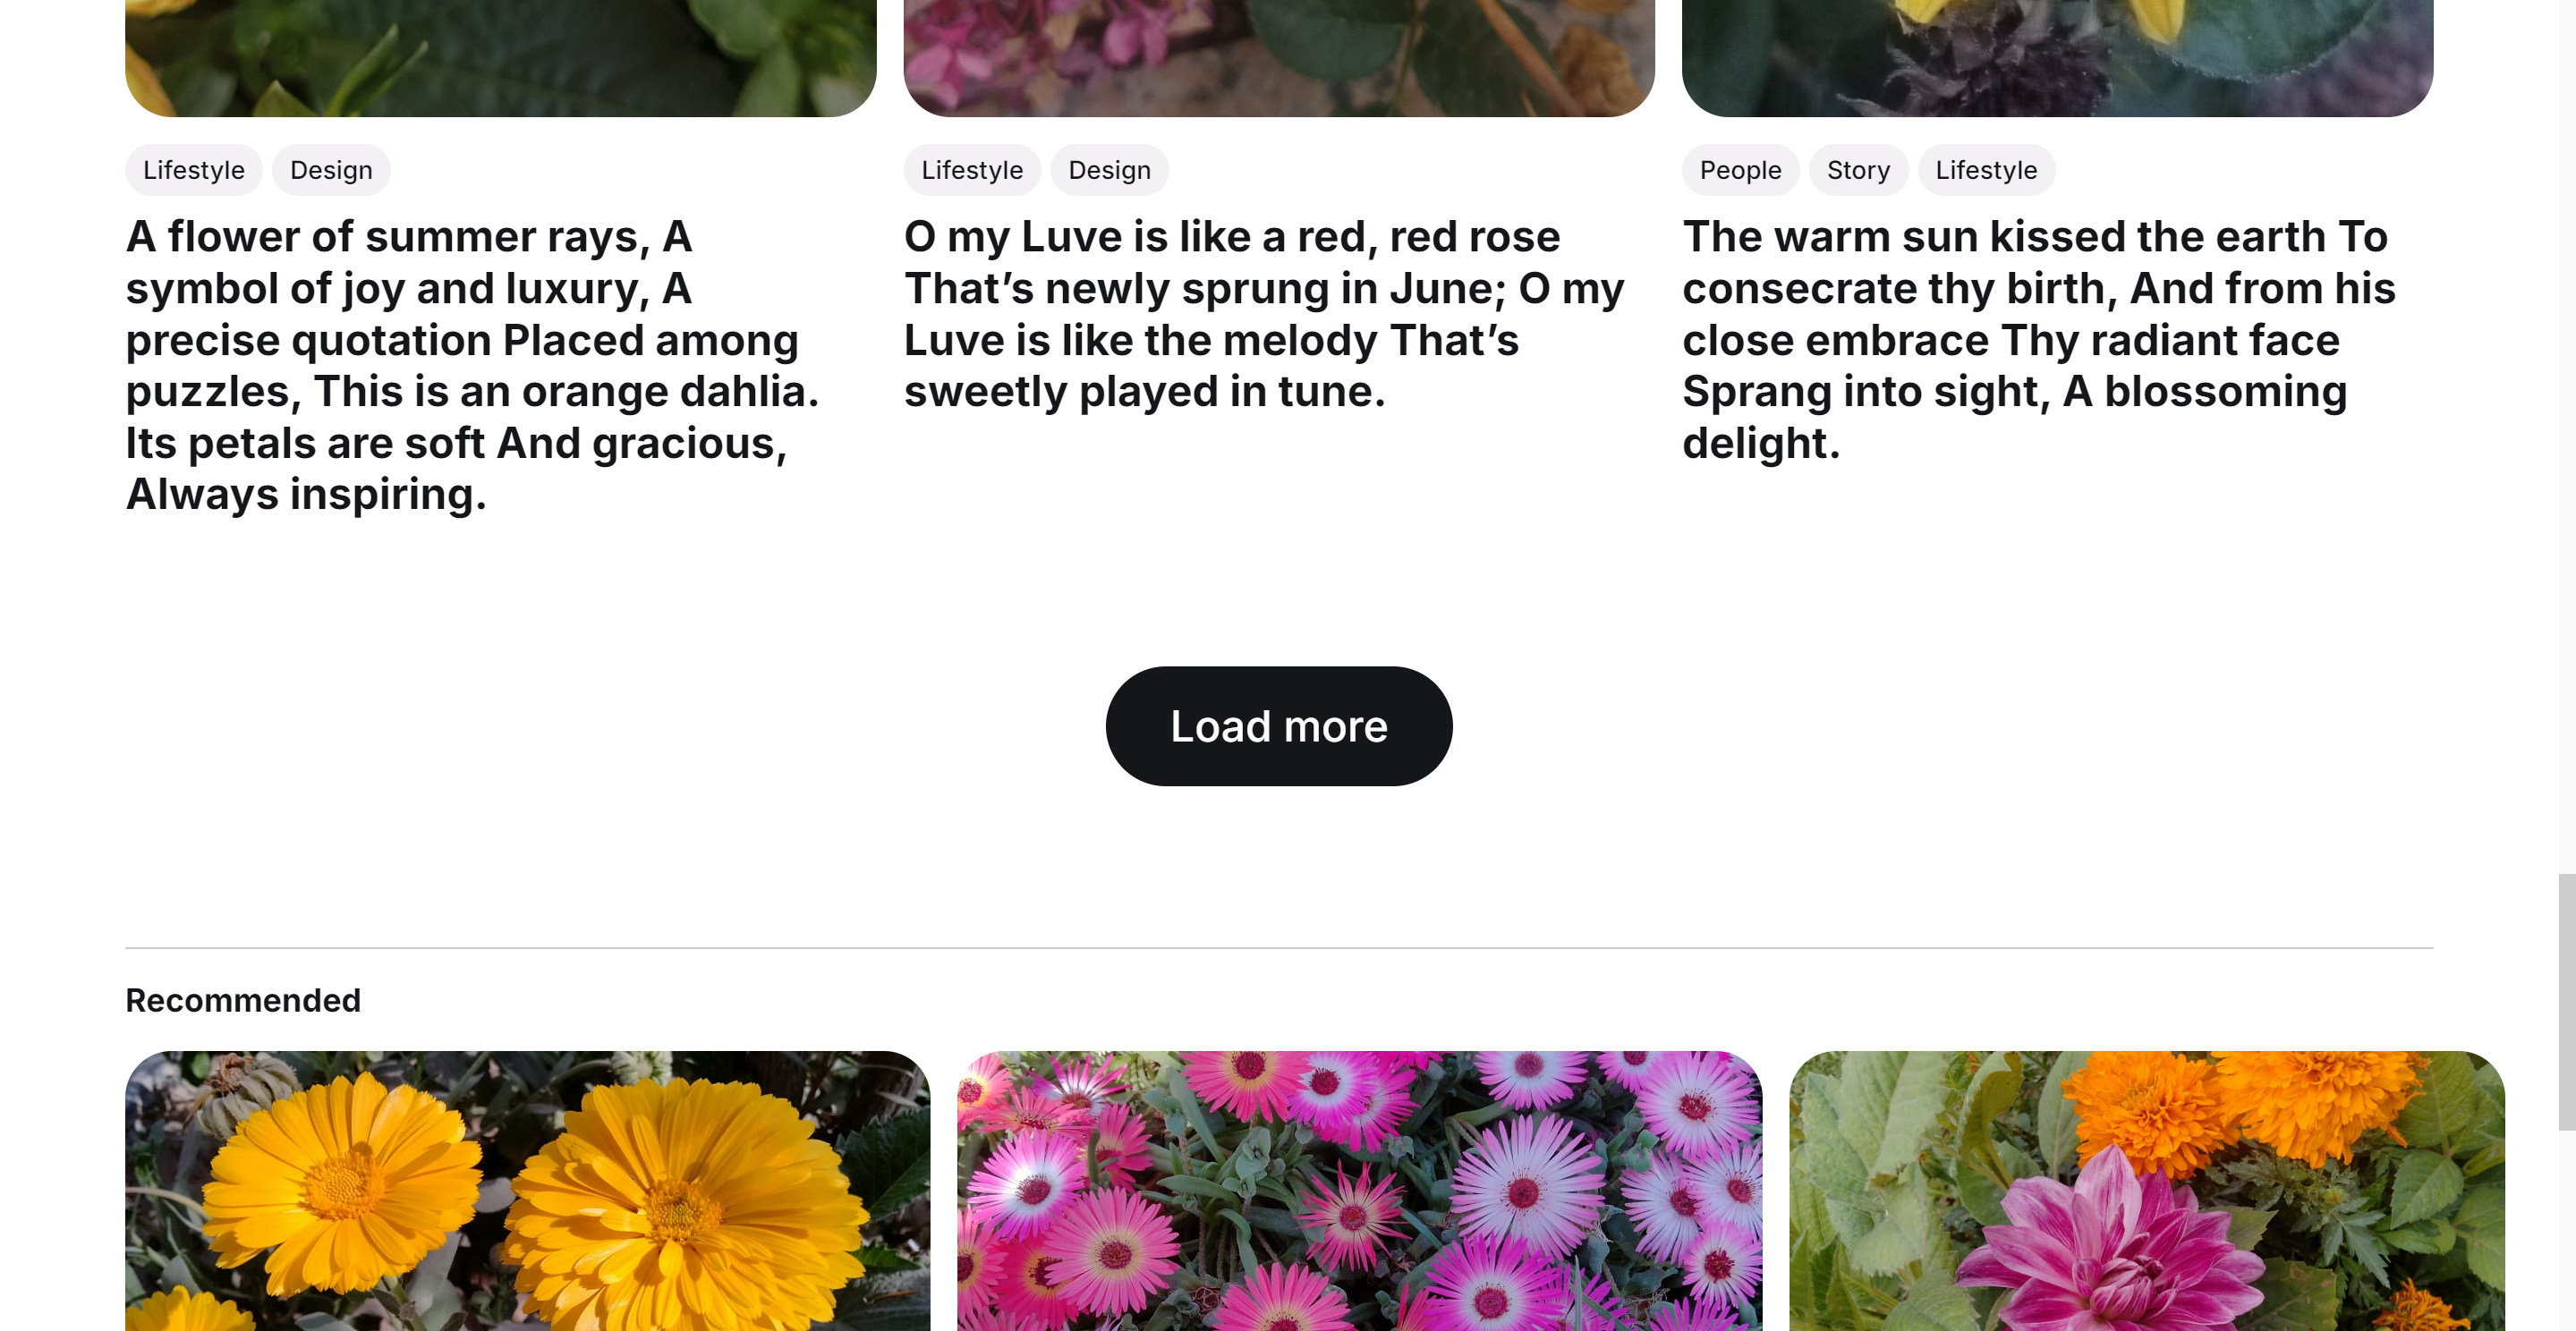 Lifestyle
Design
A flower of summer rays, A
symbol of joy and luxury, A
precise quotation Placed among
puzzles, This is an orange dahlia.
Its petals are soft And gracious,
Always inspiring.
Lifestyle
Design
O my Luve is like a red, red rose
That’s newly sprung in June; O my
Luve is like the melody That’s
sweetly played in tune.
People
Story
Lifestyle
The warm sun kissed the earth To
consecrate thy birth, And from his
close embrace Thy radiant face
Sprang into sight, A blossoming
delight.
Load more
Recommended